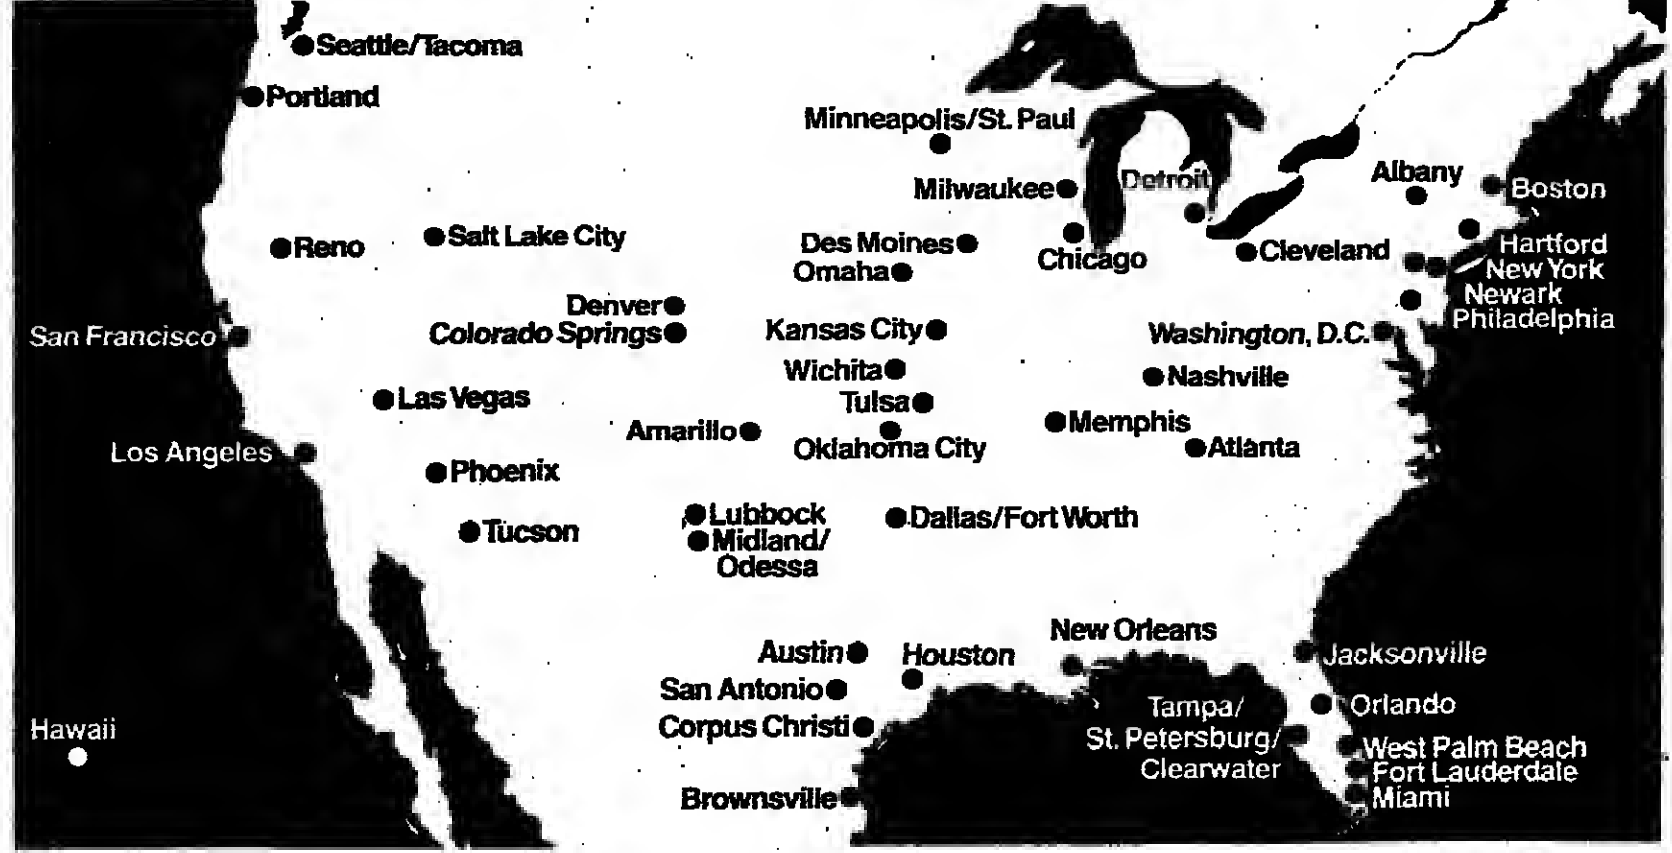 Seattle/Tacoma
Portland
Minneapolis/St. Paul
Milwaukee
Detroit
Albany
Boston
Reno
Salt Lake City
Des Moines
Omaha
Chicago
Cleveland
Hartford
New York
Newark
Philadelphia
Denver
Colorado Springs
Kansas City
Washington, D.C.
San Francisco
Wichita
Nashville
Las Vegas
Tulsa
Amarillo
Memphis
Oklahoma City
Atlanta
Los Angeles
Phoenix
Lubbock
Dallas/Fort Worth
Tucson
Midland/
Odessa
New Orleans
Austin
Houston
Jacksonville
San Antonio
Tampa/
St. Petersburg/
Clearwater
Orlando
Corpus Christi
Hawaii
West Palm Beach
Fort Lauderdale
Miami
Brownsville